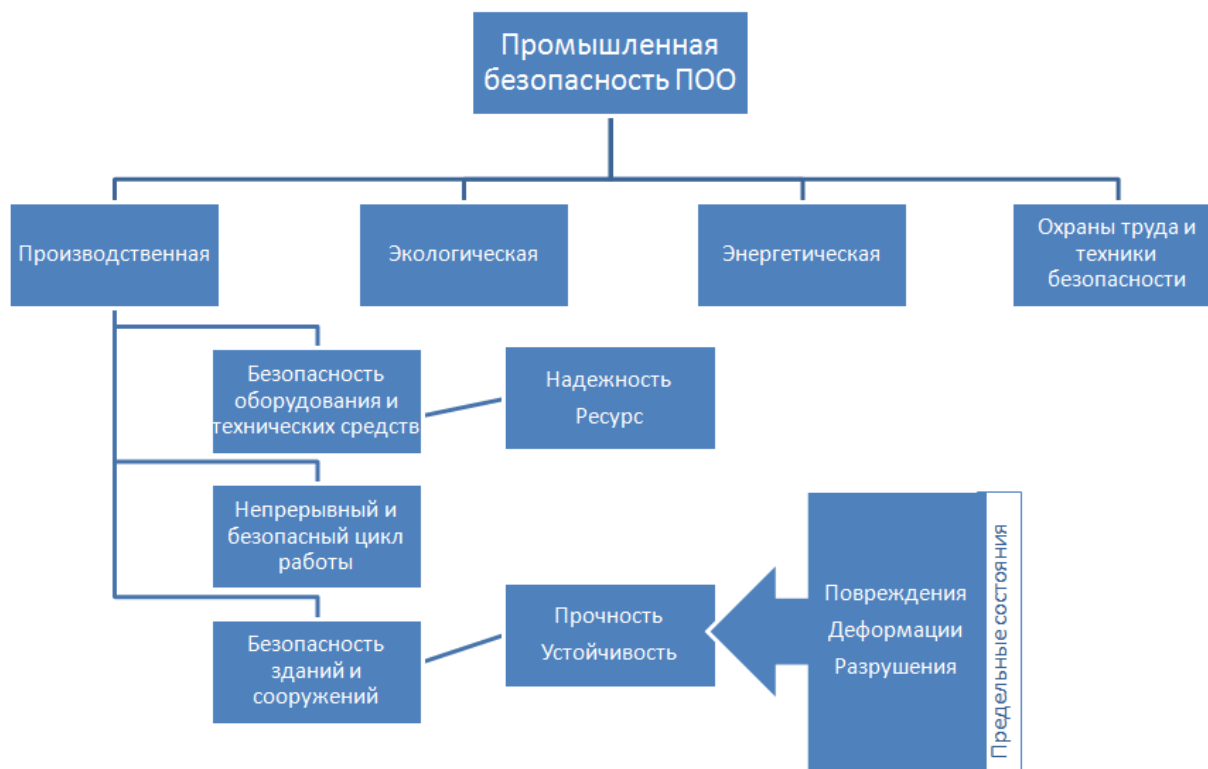 Промышленная
безопасность ПОО
Производственная
Экологическая
Энергетическая
Охраны труда и
техники
безопасности
Безопасность
оборудования и
технических средств
Надежность
Ресурс
Непрерывный и
безопасный цикл
работы
Безопасность
зданий и
сооружений
Прочность
Устойчивость
Повреждения
Деформации
Разрушения
Предельные состояния